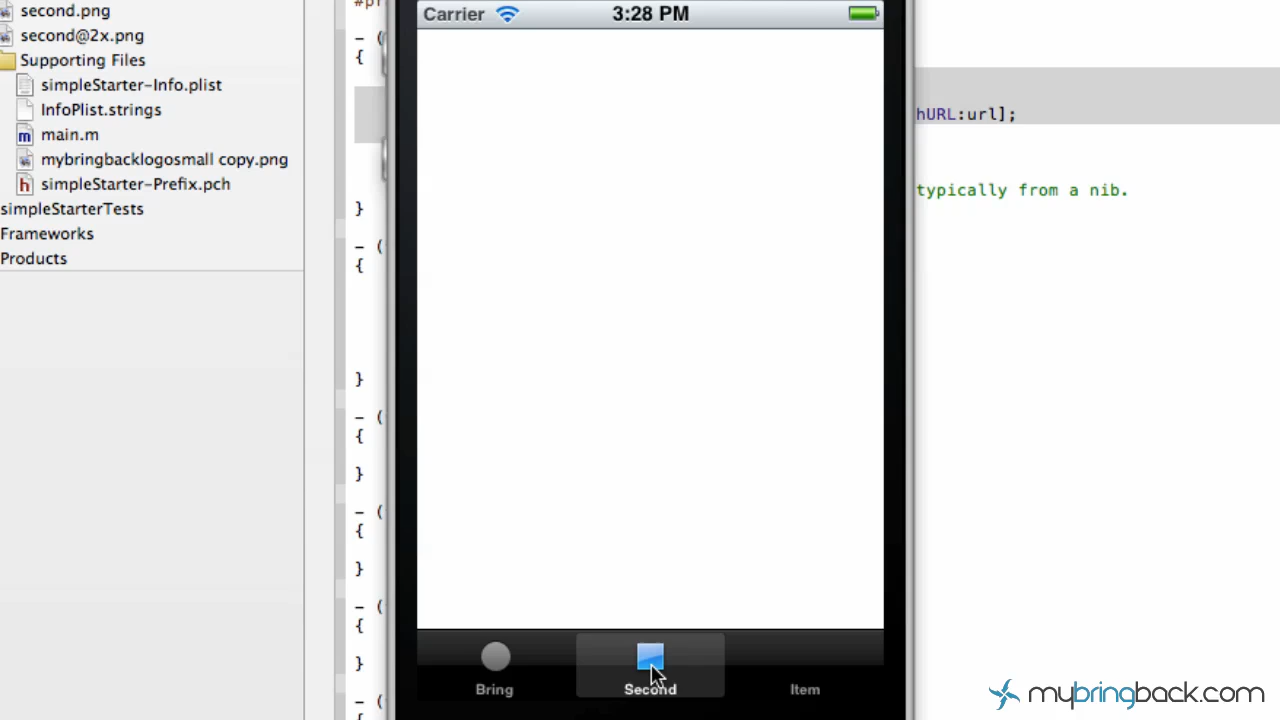 second.png
second@2x.png
Supporting Files
simpleStarter-Info.plist
InfoPlist.strings
main.m
mybringbacklogosmall copy.png
simpleStarter-Prefix.pch
simpleStarterTests
Frameworks
Products
- (
{
}
- (
{
}
- (
{
}
- (
{
}
- (
{
}
- (
hURL:url];
typically from a nib.
Carrier 3:28 PM
Bring Second Item
mybringback.com